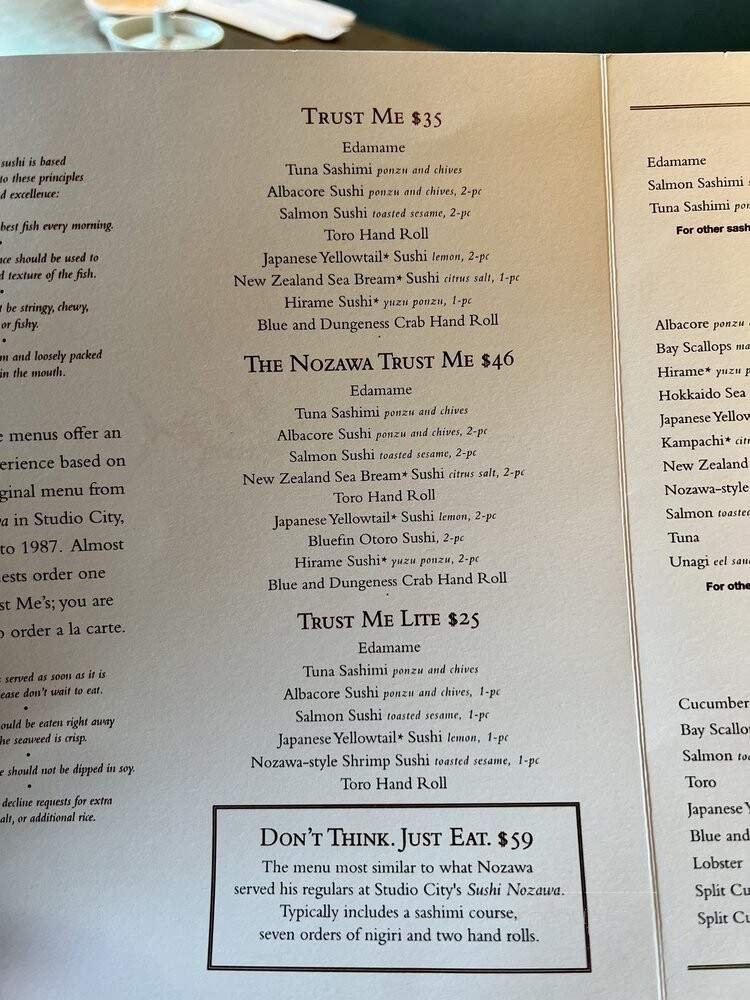 sushi is based
to these principles
excellence:
best fish every morning.
•
should be used to
texture of the fish.
•
be stringy, chewy,
or fishy.
•
and loosely packed
in the mouth.
menus offer an
based on
menu from
in Studio City,
to 1987. Almost
order one
Me's; you are
order a la carte.
served as soon as it is
don't wait to eat.
•
be eaten right away
seaweed is crisp.
•
should not be dipped in soy.
•
decline requests for extra
or additional rice.
TRUST ME $35
Edamame
Tuna Sashimi ponzu and chives
Albacore Sushi ponzu and chives, 2-pc
Salmon Sushi toasted sesame, 2-pc
Toro Hand Roll
Japanese Yellowtail* Sushi lemon, 2-pc
New Zealand Sea Bream* Sushi citrus salt, 1-pc
Hirame Sushi* yuzu ponzu, 1-pc
Blue and Dungeness Crab Hand Roll
THE NOZAWA TRUST ME $46
Edamame
Tuna Sashimi ponzu and chives
Albacore Sushi ponzu and chives, 2-pc
Salmon Sushi toasted sesame, 2-pc
New Zealand Sea Bream* Sushi citrus salt, 2-pc
Toro Hand Roll
Japanese Yellowtail* Sushi lemon, 2-pc
Bluefin Otoro Sushi, 2-pc
Hirame Sushi* yuzu ponzu, 2-pc
Blue and Dungeness Crab Hand Roll
TRUST ME LITE $25
Edamame
Tuna Sashimi ponzu and chives
Albacore Sushi ponzu and chives, 1-pc
Salmon Sushi toasted sesame, 1-pc
Japanese Yellowtail* Sushi lemon, 1-pc
Nozawa-style Shrimp Sushi toasted sesame, 1-pc
Toro Hand Roll
DON'T THINK. JUST EAT. $59
The menu most similar to what Nozawa
served his regulars at Studio City's Sushi Nozawa.
Typically includes a sashimi course,
seven orders of nigiri and two hand rolls.
Edamame
Salmon Sashimi
Tuna Sashimi
For other
Albacore ponzu
Bay Scallops
Hirame* yuzu
Hokkaido Sea
Japanese
Kampachi*
New Zealand
Nozawa-style
Salmon
Tuna
Unagi eel
For
Cucumber
Bay
Salmon
Toro
Japanese
Blue and
Lobster
Split
Split